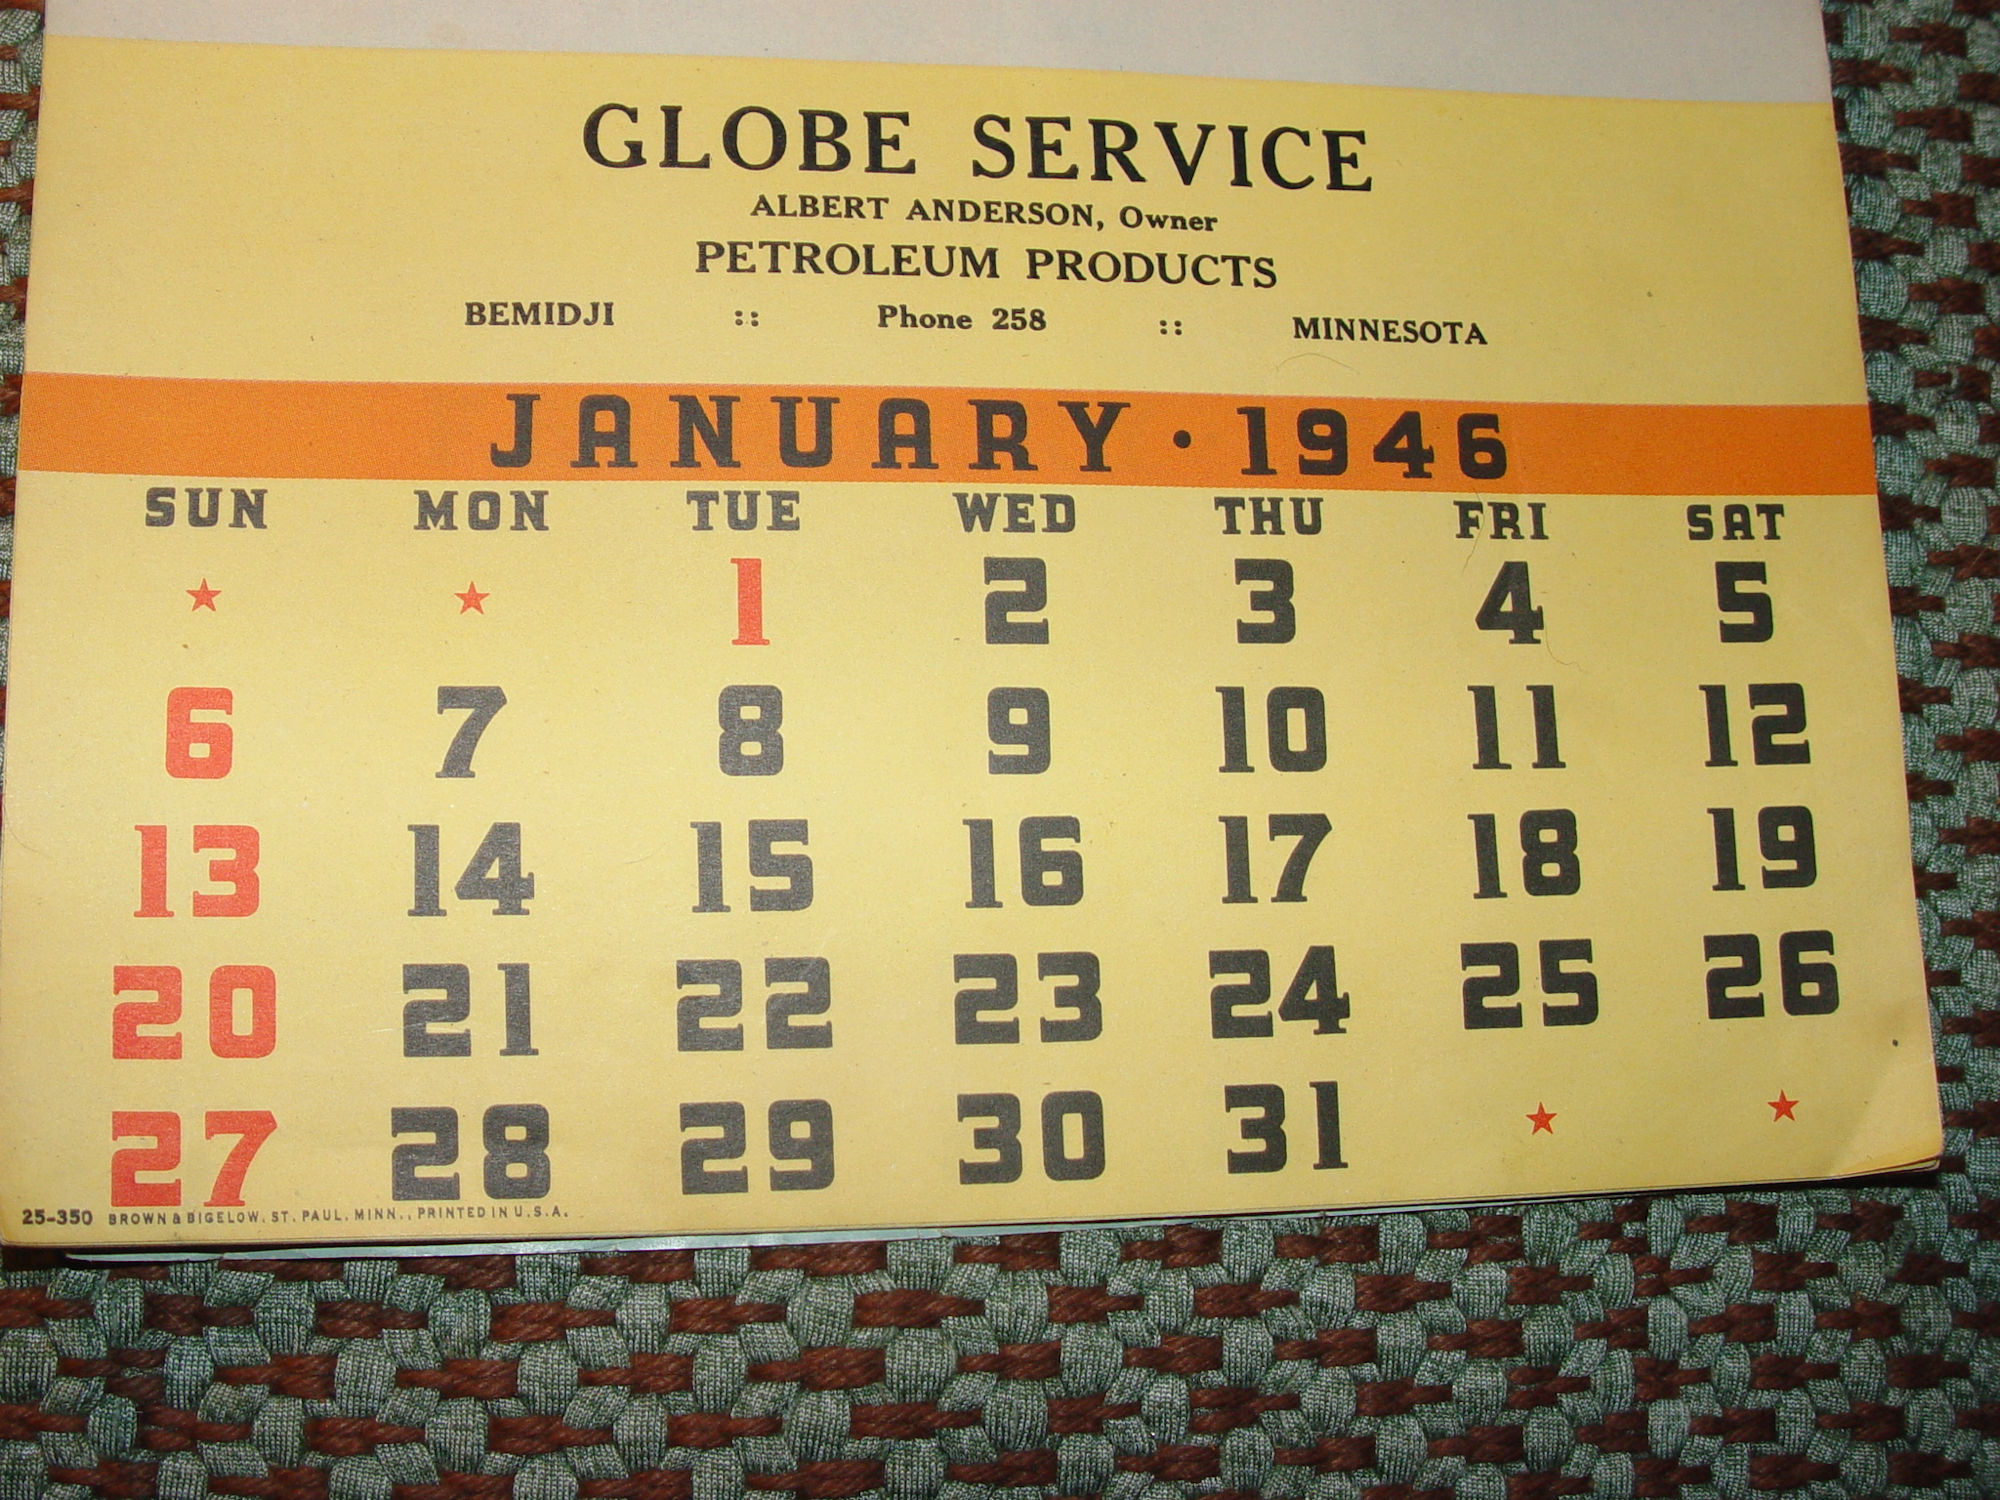 GLOBE SERVICE
ALBERT ANDERSON, Owner
PETROLEUM PRODUCTS
BEMIDJI :: Phone 258 :: MINNESOTA
JANUARY · 1946
SUN MON TUE WED THU FRI SAT
★ ★ 1 2 3 4 5
6 7 8 9 10 11 12
13 14 15 16 17 18 19
20 21 22 23 24 25 26
27 28 29 30 31 ★ ★
25-350 BROWN & BIGELOW. ST. PAUL. MINN., PRINTED IN U.S.A.